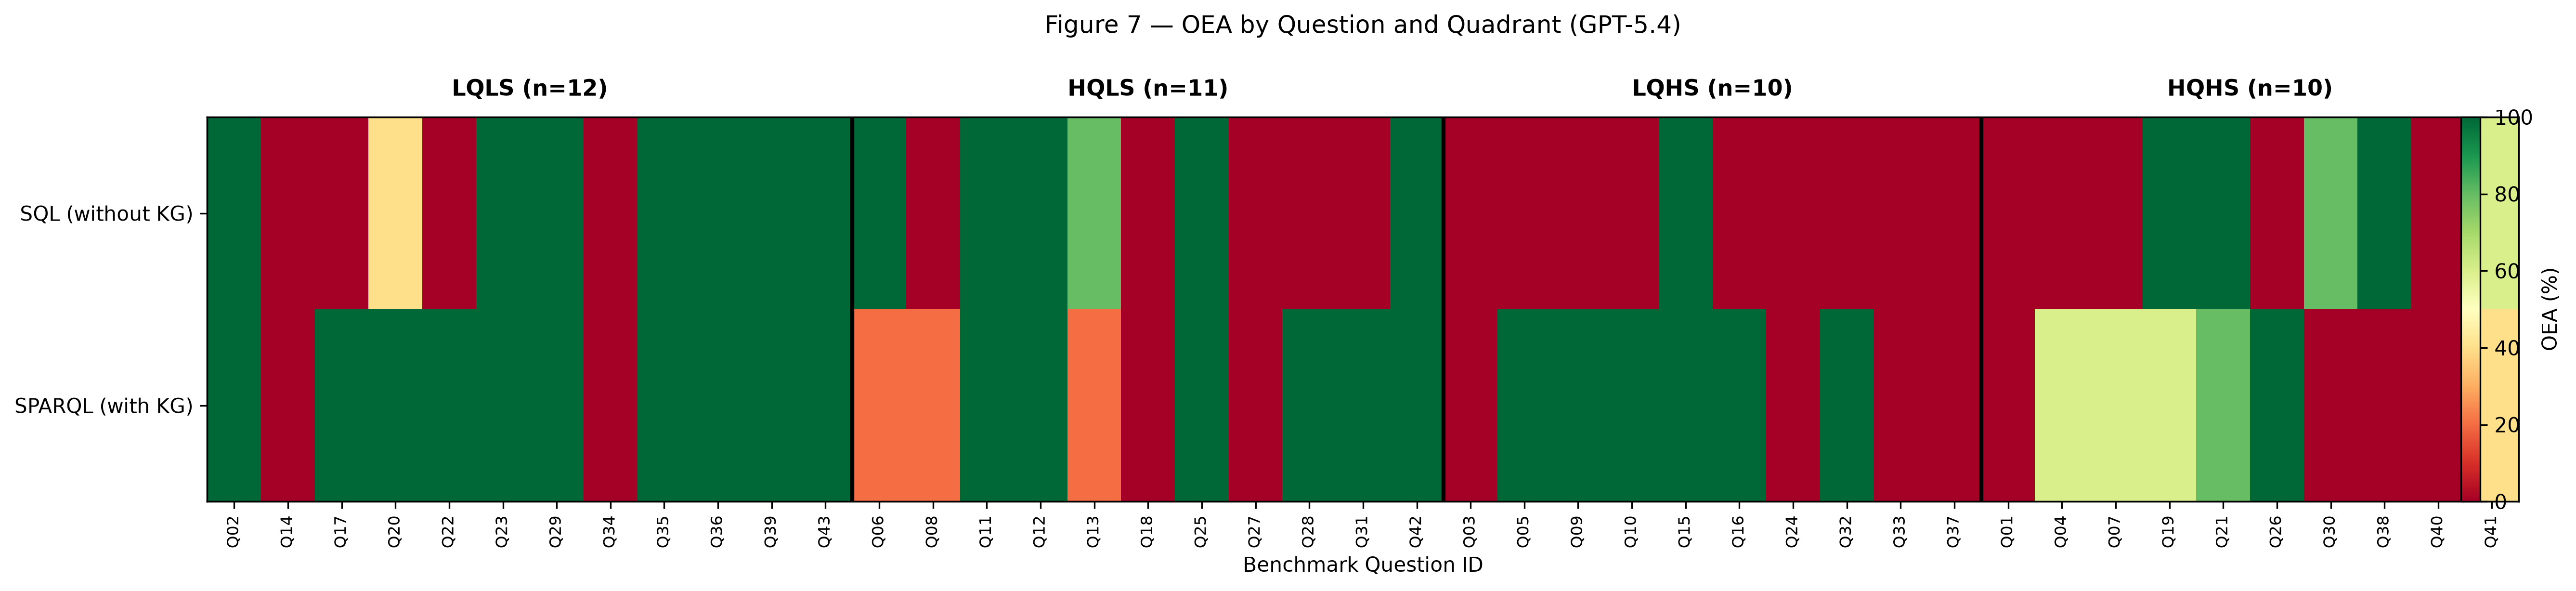 Figure 7 — OEA by Question and Quadrant (GPT-5.4)
LQLS (n=12)
HQLS (n=11)
LQHS (n=10)
HQHS (n=10)
SQL (without KG)
SPARQL (with KG)
100
80
60
40
20
0
OEA (%)
Q02
Q14
Q17
Q20
Q22
Q23
Q29
Q34
Q35
Q36
Q39
Q43
Q06
Q08
Q11
Q12
Q13
Q18
Q25
Q27
Q28
Q31
Q42
Q03
Q05
Q09
Q10
Q15
Q16
Q24
Q32
Q33
Q37
Q01
Q04
Q07
Q19
Q21
Q26
Q30
Q38
Q40
Q41
Benchmark Question ID